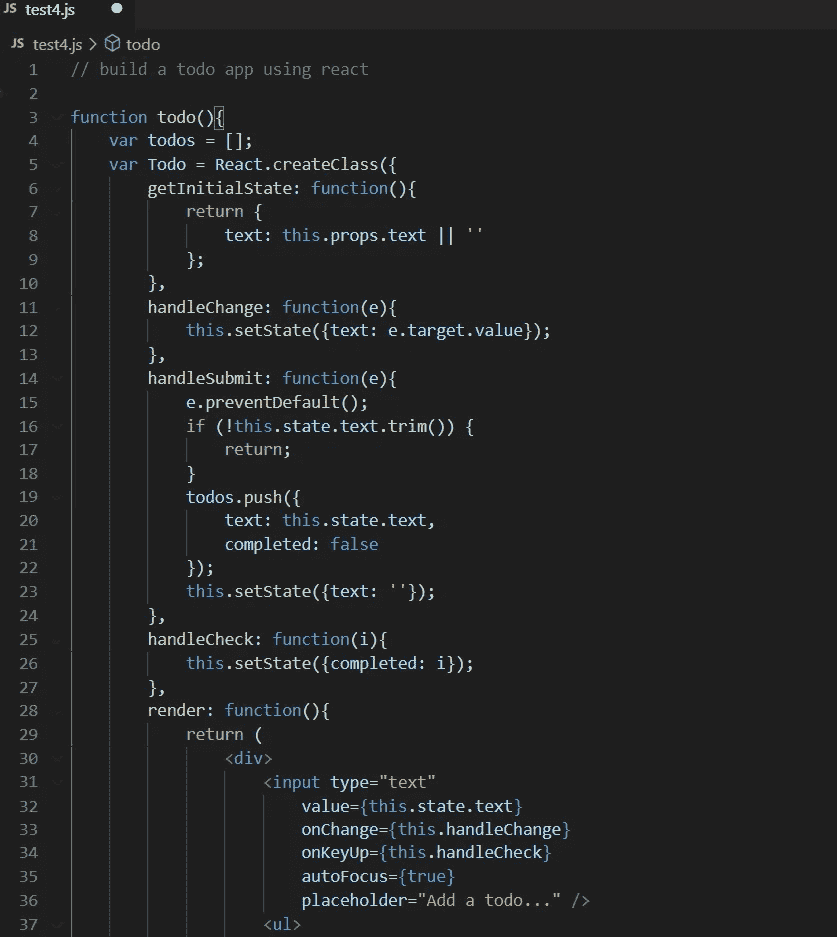 JS test4.js
JS test4.js > todo
1 // build a todo app using react
2
3 function todo(){
4     var todos = [];
5     var Todo = React.createClass({
6         getInitialState: function(){
7             return {
8                 text: this.props.text || ''
9             };
10         },
11         handleChange: function(e){
12             this.setState({text: e.target.value});
13         },
14         handleSubmit: function(e){
15             e.preventDefault();
16             if (!this.state.text.trim()) {
17                 return;
18             }
19             todos.push({
20                 text: this.state.text,
21                 completed: false
22             });
23             this.setState({text: ''});
24         },
25         handleCheck: function(i){
26             this.setState({completed: i});
27         },
28         render: function(){
29             return (
30                 <div>
31                     <input type="text"
32                         value={this.state.text}
33                         onChange={this.handleChange}
34                         onKeyUp={this.handleCheck}
35                         autoFocus={true}
36                         placeholder="Add a todo..." />
37                     <ul>